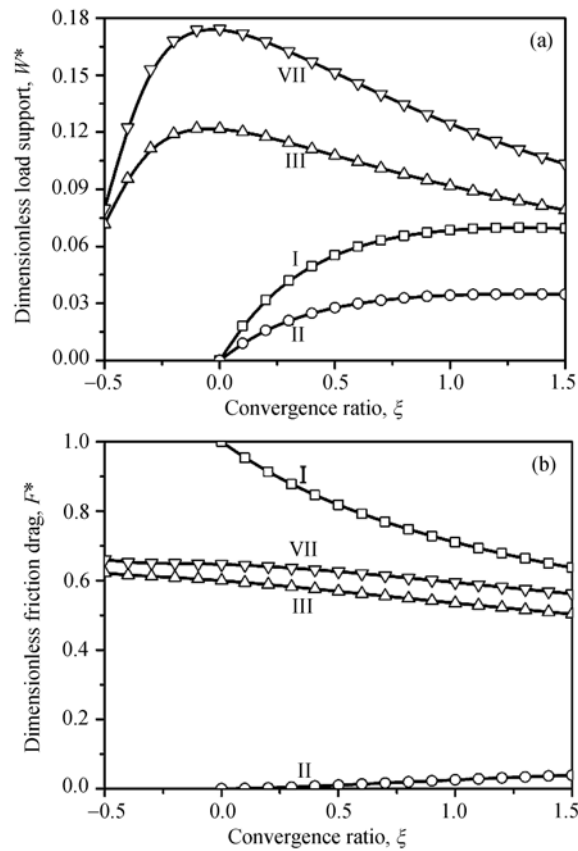 0.18
(a)
0.15
VII
0.12
III
0.09
I
0.06
0.03
II
0.00
−0.5 0.0 0.5 1.0 1.5
Dimensionless load support, W*
Convergence ratio, ξ
1.0
(b)
I
0.8
VII
0.6
III
0.4
0.2
II
0.0
−0.5 0.0 0.5 1.0 1.5
Dimensionless friction drag, F*
Convergence ratio, ξ